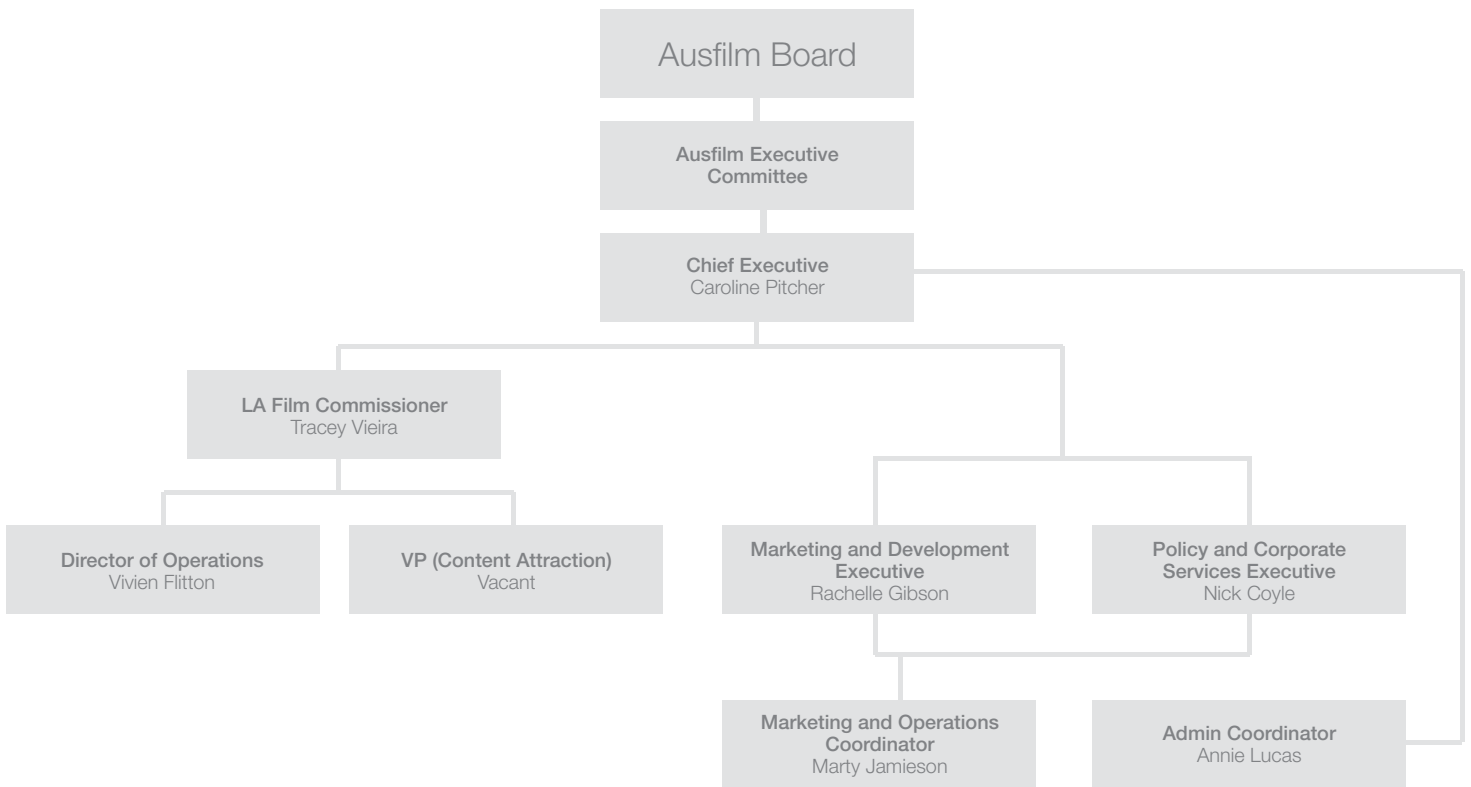 Ausfilm Board
Ausfilm Executive
Committee
Chief Executive
Caroline Pitcher
LA Film Commissioner
Tracey Vieira
Director of Operations
Vivien Flitton
VP (Content Attraction)
Vacant
Marketing and Development
Executive
Rachelle Gibson
Policy and Corporate
Services Executive
Nick Coyle
Marketing and Operations
Coordinator
Marty Jamieson
Admin Coordinator
Annie Lucas